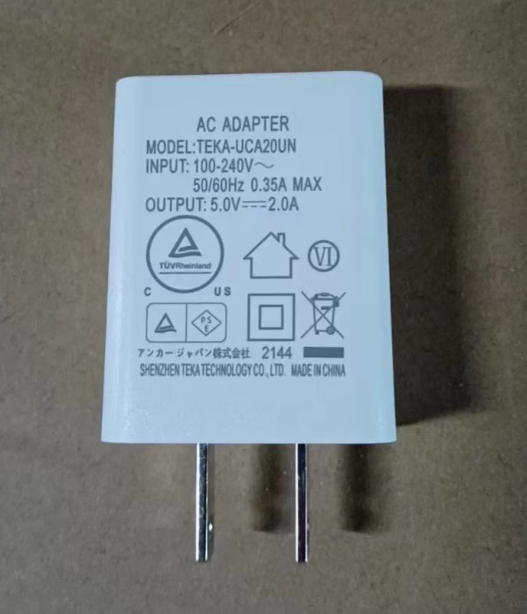 AC ADAPTER
MODEL:TEKA-UCA20UN
INPUT: 100-240V～
50/60Hz 0.35A MAX
OUTPUT: 5.0V⎓2.0A
TÜVRheinland
VI
C US
PS
E
アンカー・ジャパン株式会社 2144
SHENZHEN TEKA TECHNOLOGY CO., LTD. MADE IN CHINA